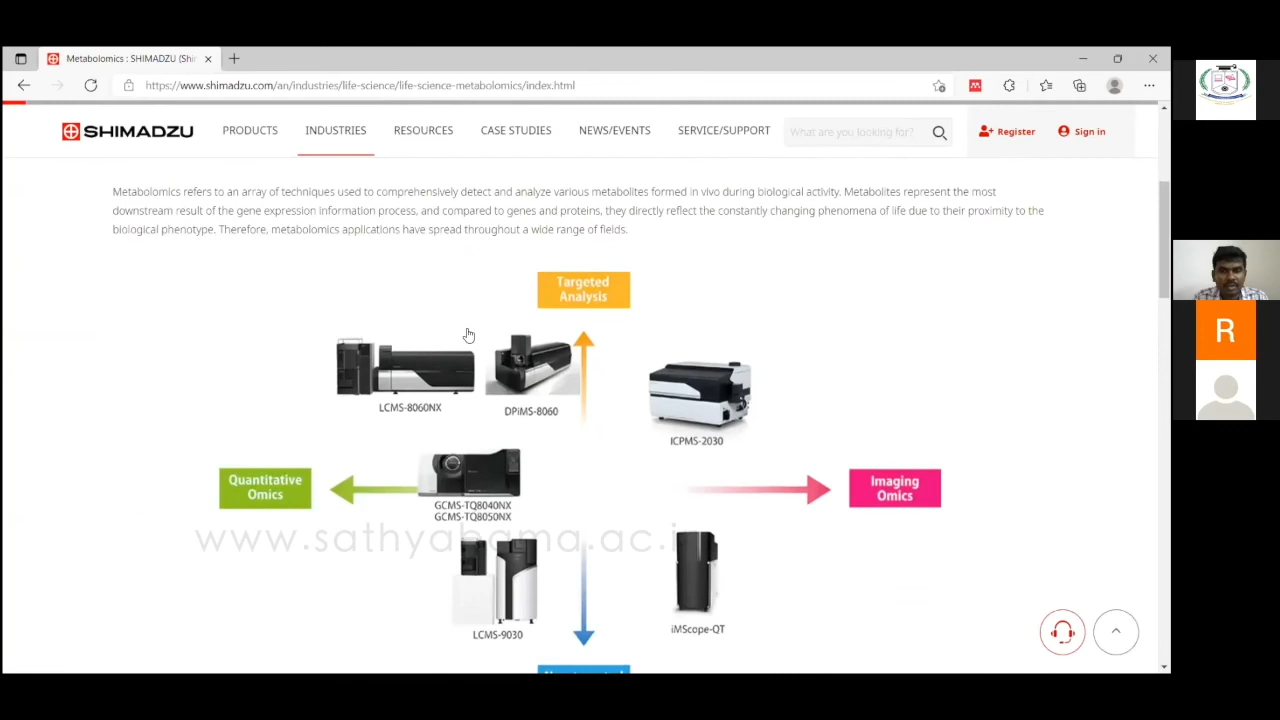 Metabolomics : SHIMADZU (Shi
https://www.shimadzu.com/an/industries/life-science/life-science-metabolomics/index.html
SHIMADZU
PRODUCTS
INDUSTRIES
RESOURCES
CASE STUDIES
NEWS/EVENTS
SERVICE/SUPPORT
What are you looking for?
Register
Sign in
Metabolomics refers to an array of techniques used to comprehensively detect and analyze various metabolites formed in vivo during biological activity. Metabolites represent the most
downstream result of the gene expression information process, and compared to genes and proteins, they directly reflect the constantly changing phenomena of life due to their proximity to the
biological phenotype. Therefore, metabolomics applications have spread throughout a wide range of fields.
Targeted
Analysis
LCMS-8060NX
DPiMS-8060
ICPMS-2030
Quantitative
Omics
GCMS-TQ8040NX
GCMS-TQ8050NX
Imaging
Omics
www.sathyabama.ac.i
LCMS-9030
iMScope-QT
R